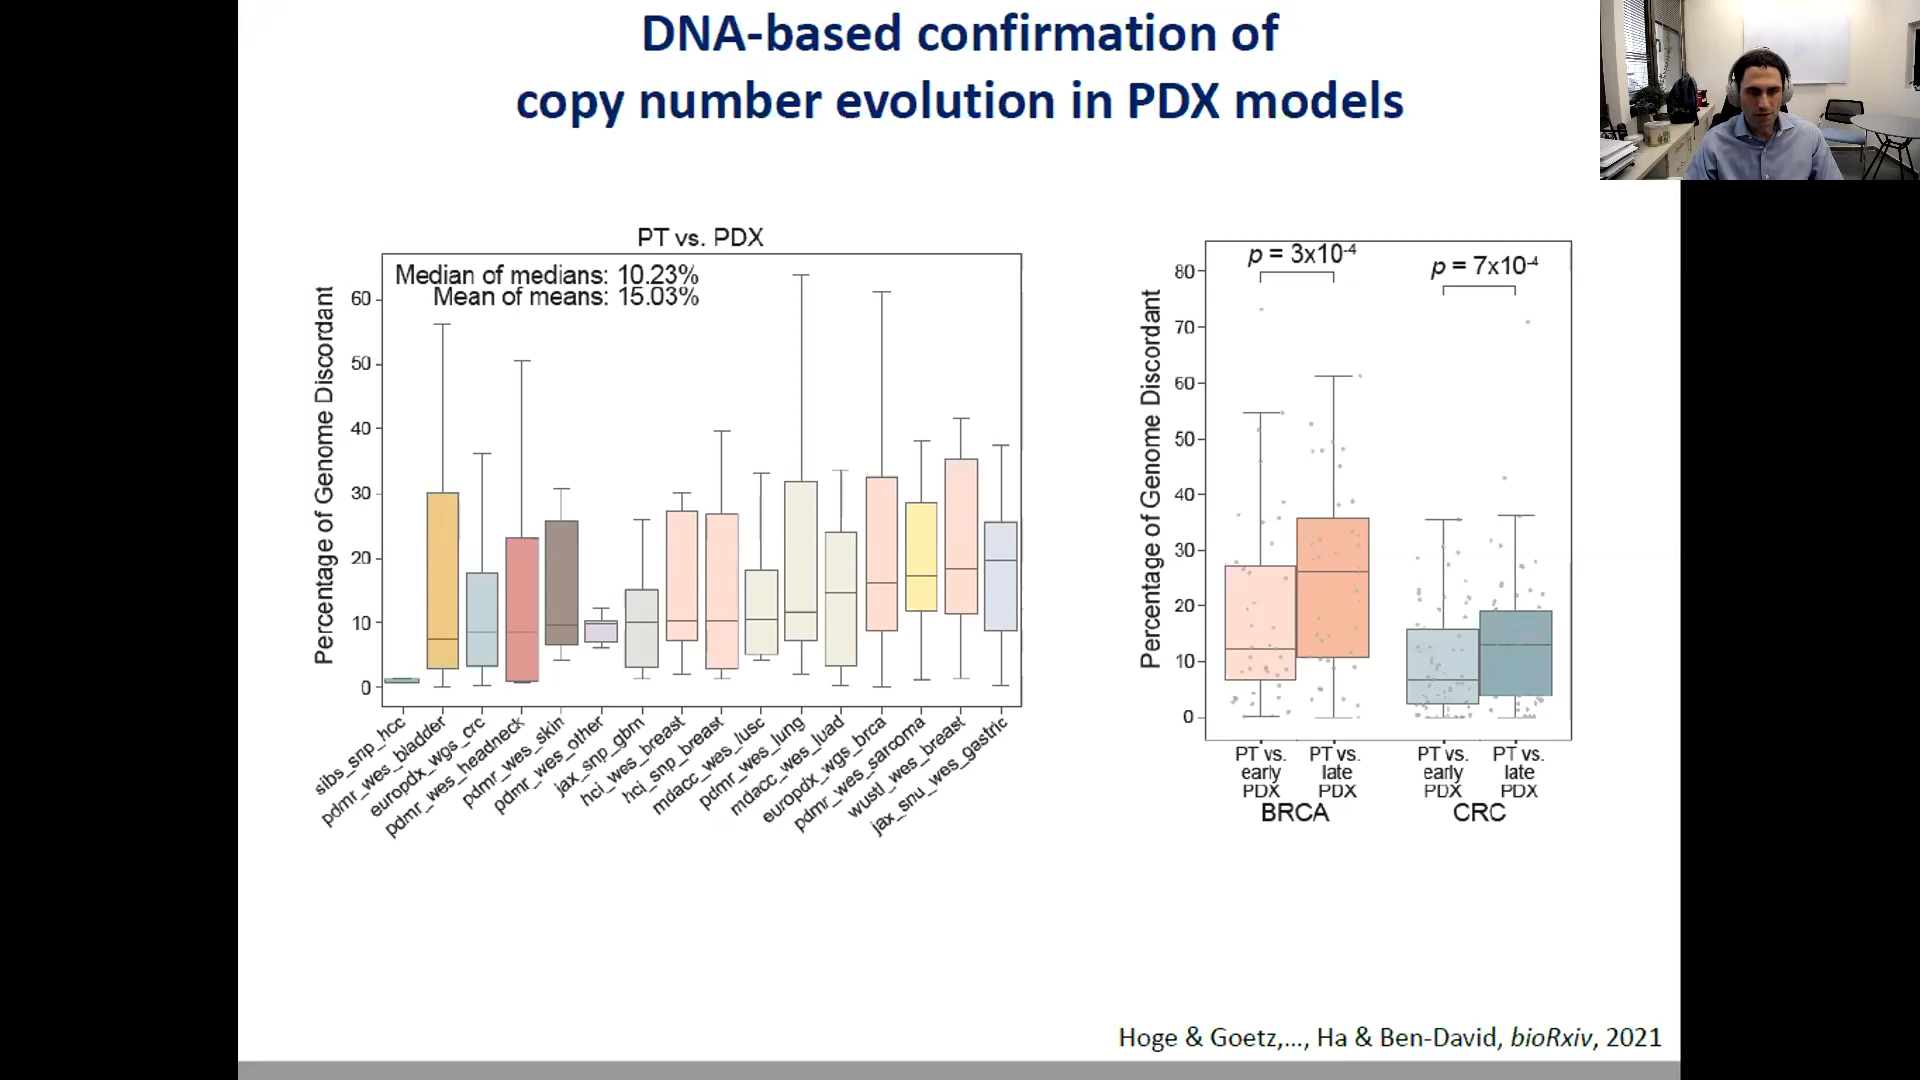 DNA-based confirmation of
copy number evolution in PDX models
PT vs. PDX
Median of medians: 10.23%
Mean of means: 15.03%
Percentage of Genome Discordant
60
50
40
30
20
10
0
sibs_snp_hcc
pdmr_wes_bladder
europdx_wgs_crc
pdmr_wes_headneck
pdmr_wes_skin
pdmr_wes_other
jax_snp_gbm
hci_wes_breast
hci_snp_breast
mdacc_wes_lusc
pdmr_wes_lung
mdacc_wes_luad
europdx_wgs_brca
pdmr_wes_sarcoma
wustl_wes_breast
jax_snu_wes_gastric
p = 3x10-4
p = 7x10-4
Percentage of Genome Discordant
80
70
60
50
40
30
20
10
0
PT vs. early PDX
PT vs. late PDX
PT vs. early PDX
PT vs. late PDX
BRCA
CRC
Hoge & Goetz,..., Ha & Ben-David, bioRxiv, 2021